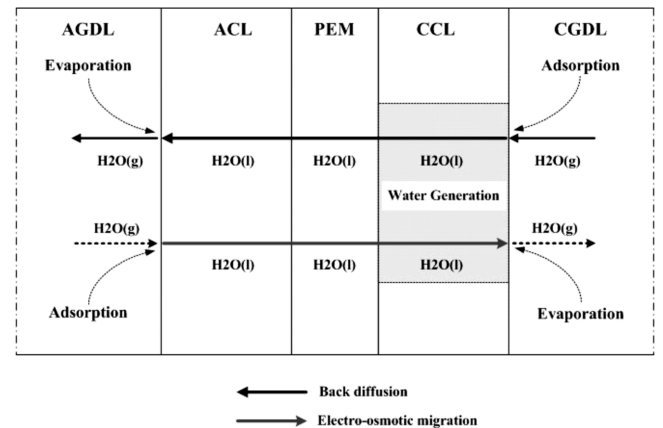 AGDL ACL PEM CCL CGDL
Evaporation Adsorption
H2O(g) H2O(l) H2O(l) H2O(l) H2O(g)
Water Generation
H2O(g) H2O(g)
H2O(l) H2O(l) H2O(l)
Adsorption Evaporation
Back diffusion
Electro-osmotic migration